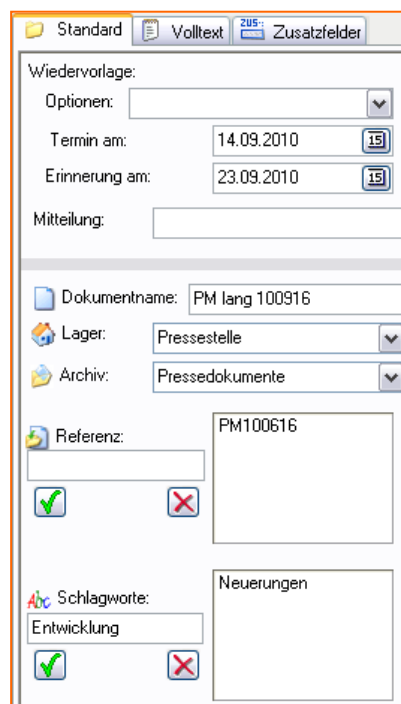 Standard
Volltext
ZUS-:
Zusatzfelder
Wiedervorlage:
Optionen:
Termin am: 14.09.2010 15
Erinnerung am: 23.09.2010 15
Mitteilung:
Dokumentname: PM lang 100916
Lager: Pressestelle
Archiv: Pressedokumente
Referenz:
PM100616
Abc Schlagworte:
Neuerungen
Entwicklung